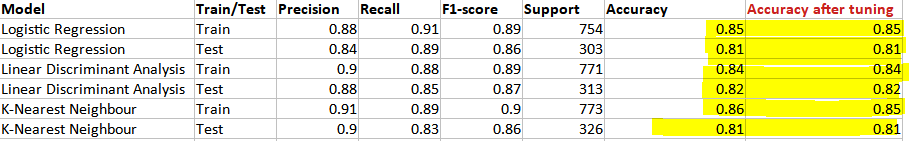 Model Train/Test Precision Recall F1-score Support Accuracy Accuracy after tuning
Logistic Regression Train 0.88 0.91 0.89 754 0.85 0.85
Logistic Regression Test 0.84 0.89 0.86 303 0.81 0.81
Linear Discriminant Analysis Train 0.9 0.88 0.89 771 0.84 0.84
Linear Discriminant Analysis Test 0.88 0.85 0.87 313 0.82 0.82
K-Nearest Neighbour Train 0.91 0.89 0.9 773 0.86 0.85
K-Nearest Neighbour Test 0.9 0.83 0.86 326 0.81 0.81